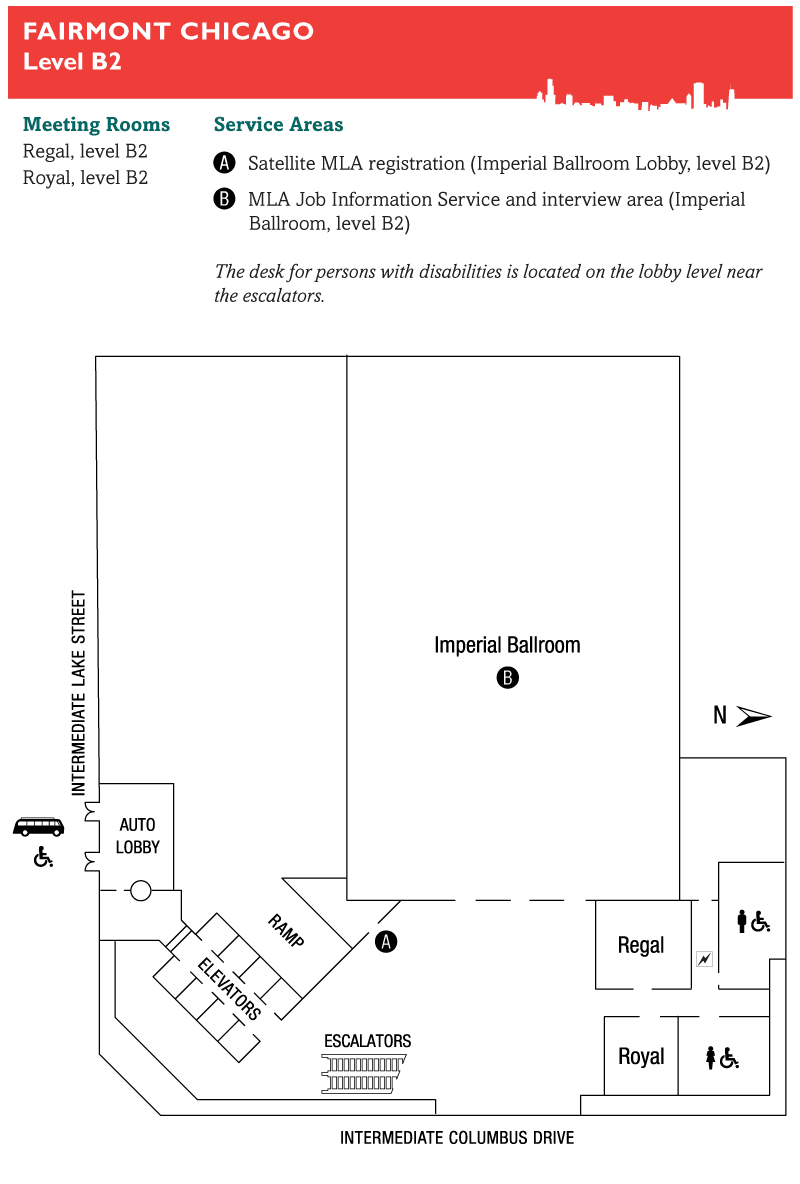 FAIRMONT CHICAGO
Level B2
Meeting Rooms
Regal, level B2
Royal, level B2
Service Areas
A Satellite MLA registration (Imperial Ballroom Lobby, level B2)
B MLA Job Information Service and interview area (Imperial
Ballroom, level B2)
The desk for persons with disabilities is located on the lobby level near
the escalators.
INTERMEDIATE LAKE STREET
Imperial Ballroom
B
N
AUTO
LOBBY
RAMP
A
ELEVATORS
Regal
ESCALATORS
Royal
INTERMEDIATE COLUMBUS DRIVE